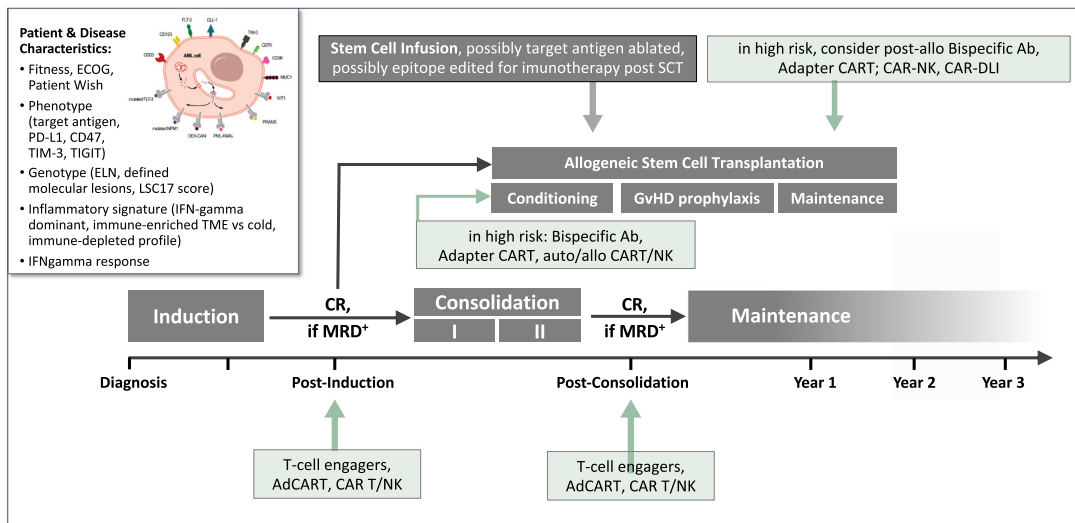 Patient & Disease
Characteristics:
• Fitness, ECOG,
Patient Wish
• Phenotype
(target antigen,
PD-L1, CD47,
TIM-3, TIGIT)
• Genotype (ELN, defined
molecular lesions, LSC17 score)
• Inflammatory signature (IFN-gamma
dominant, immune-enriched TME vs cold,
immune-depleted profile)
• IFNgamma response
FLT-3
CLL-1
CD123
TIM-3
CD33
AML cell
CD70
CD96
MUC1
mutated FLT-3
WT1
mutated NPM1
PRAME
DEK-CAN
PML-RARα
Stem Cell Infusion, possibly target antigen ablated,
possibly epitope edited for imunotherapy post SCT
in high risk, consider post-allo Bispecific Ab,
Adapter CART; CAR-NK, CAR-DLI
Allogeneic Stem Cell Transplantation
Conditioning
GvHD prophylaxis
Maintenance
in high risk: Bispecific Ab,
Adapter CART, auto/allo CART/NK
Induction
CR,
if MRD+
Consolidation
I
II
CR,
if MRD+
Maintenance
Diagnosis
Post-Induction
Post-Consolidation
Year 1
Year 2
Year 3
T-cell engagers,
AdCART, CAR T/NK
T-cell engagers,
AdCART, CAR T/NK